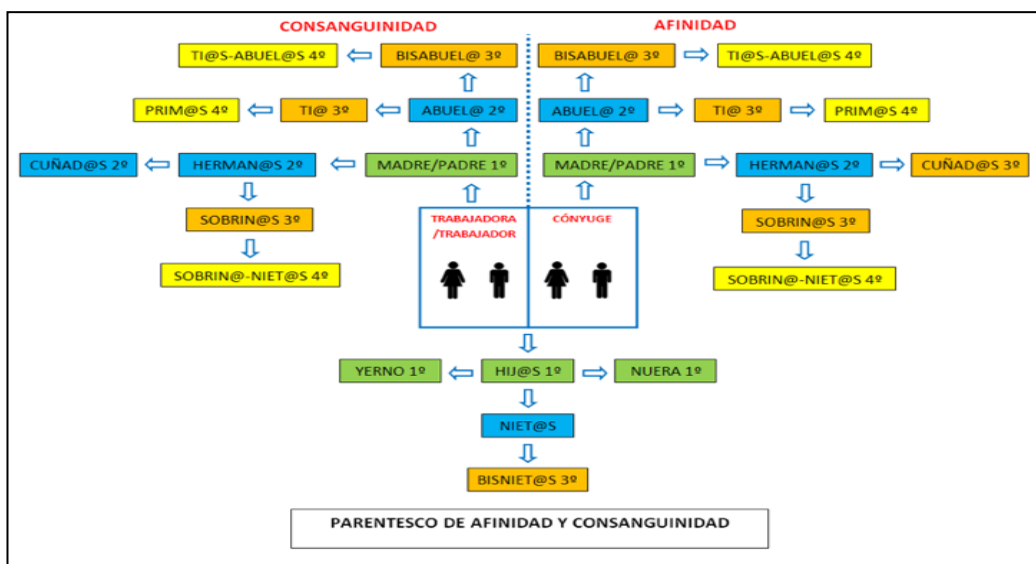 CONSANGUINIDAD
AFINIDAD
TI@S-ABUEL@S 4º
BISABUEL@ 3º
BISABUEL@ 3º
TI@S-ABUEL@S 4º
PRIM@S 4º
TI@ 3º
ABUEL@ 2º
ABUEL@ 2º
TI@ 3º
PRIM@S 4º
CUÑAD@S 2º
HERMAN@S 2º
MADRE/PADRE 1º
MADRE/PADRE 1º
HERMAN@S 2º
CUÑAD@S 3º
SOBRIN@S 3º
TRABAJADORA
/TRABAJADOR
CÓNYUGE
SOBRIN@S 3º
SOBRIN@-NIET@S 4º
SOBRIN@-NIET@S 4º
YERNO 1º
HIJ@S 1º
NUERA 1º
NIET@S
BISNIET@S 3º
PARENTESCO DE AFINIDAD Y CONSANGUINIDAD